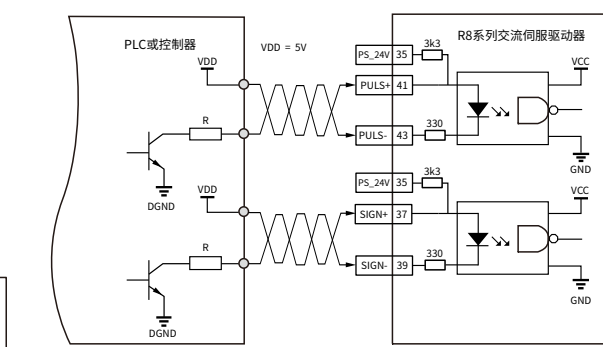 PLC或控制器
VDD = 5V
R8系列交流伺服驱动器
VDD
R
DGND
PS_24V 35
3k3
PULS+ 41
PULS- 43
330
VCC
GND
VDD
R
DGND
PS_24V 35
3k3
SIGN+ 37
SIGN- 39
330
VCC
GND